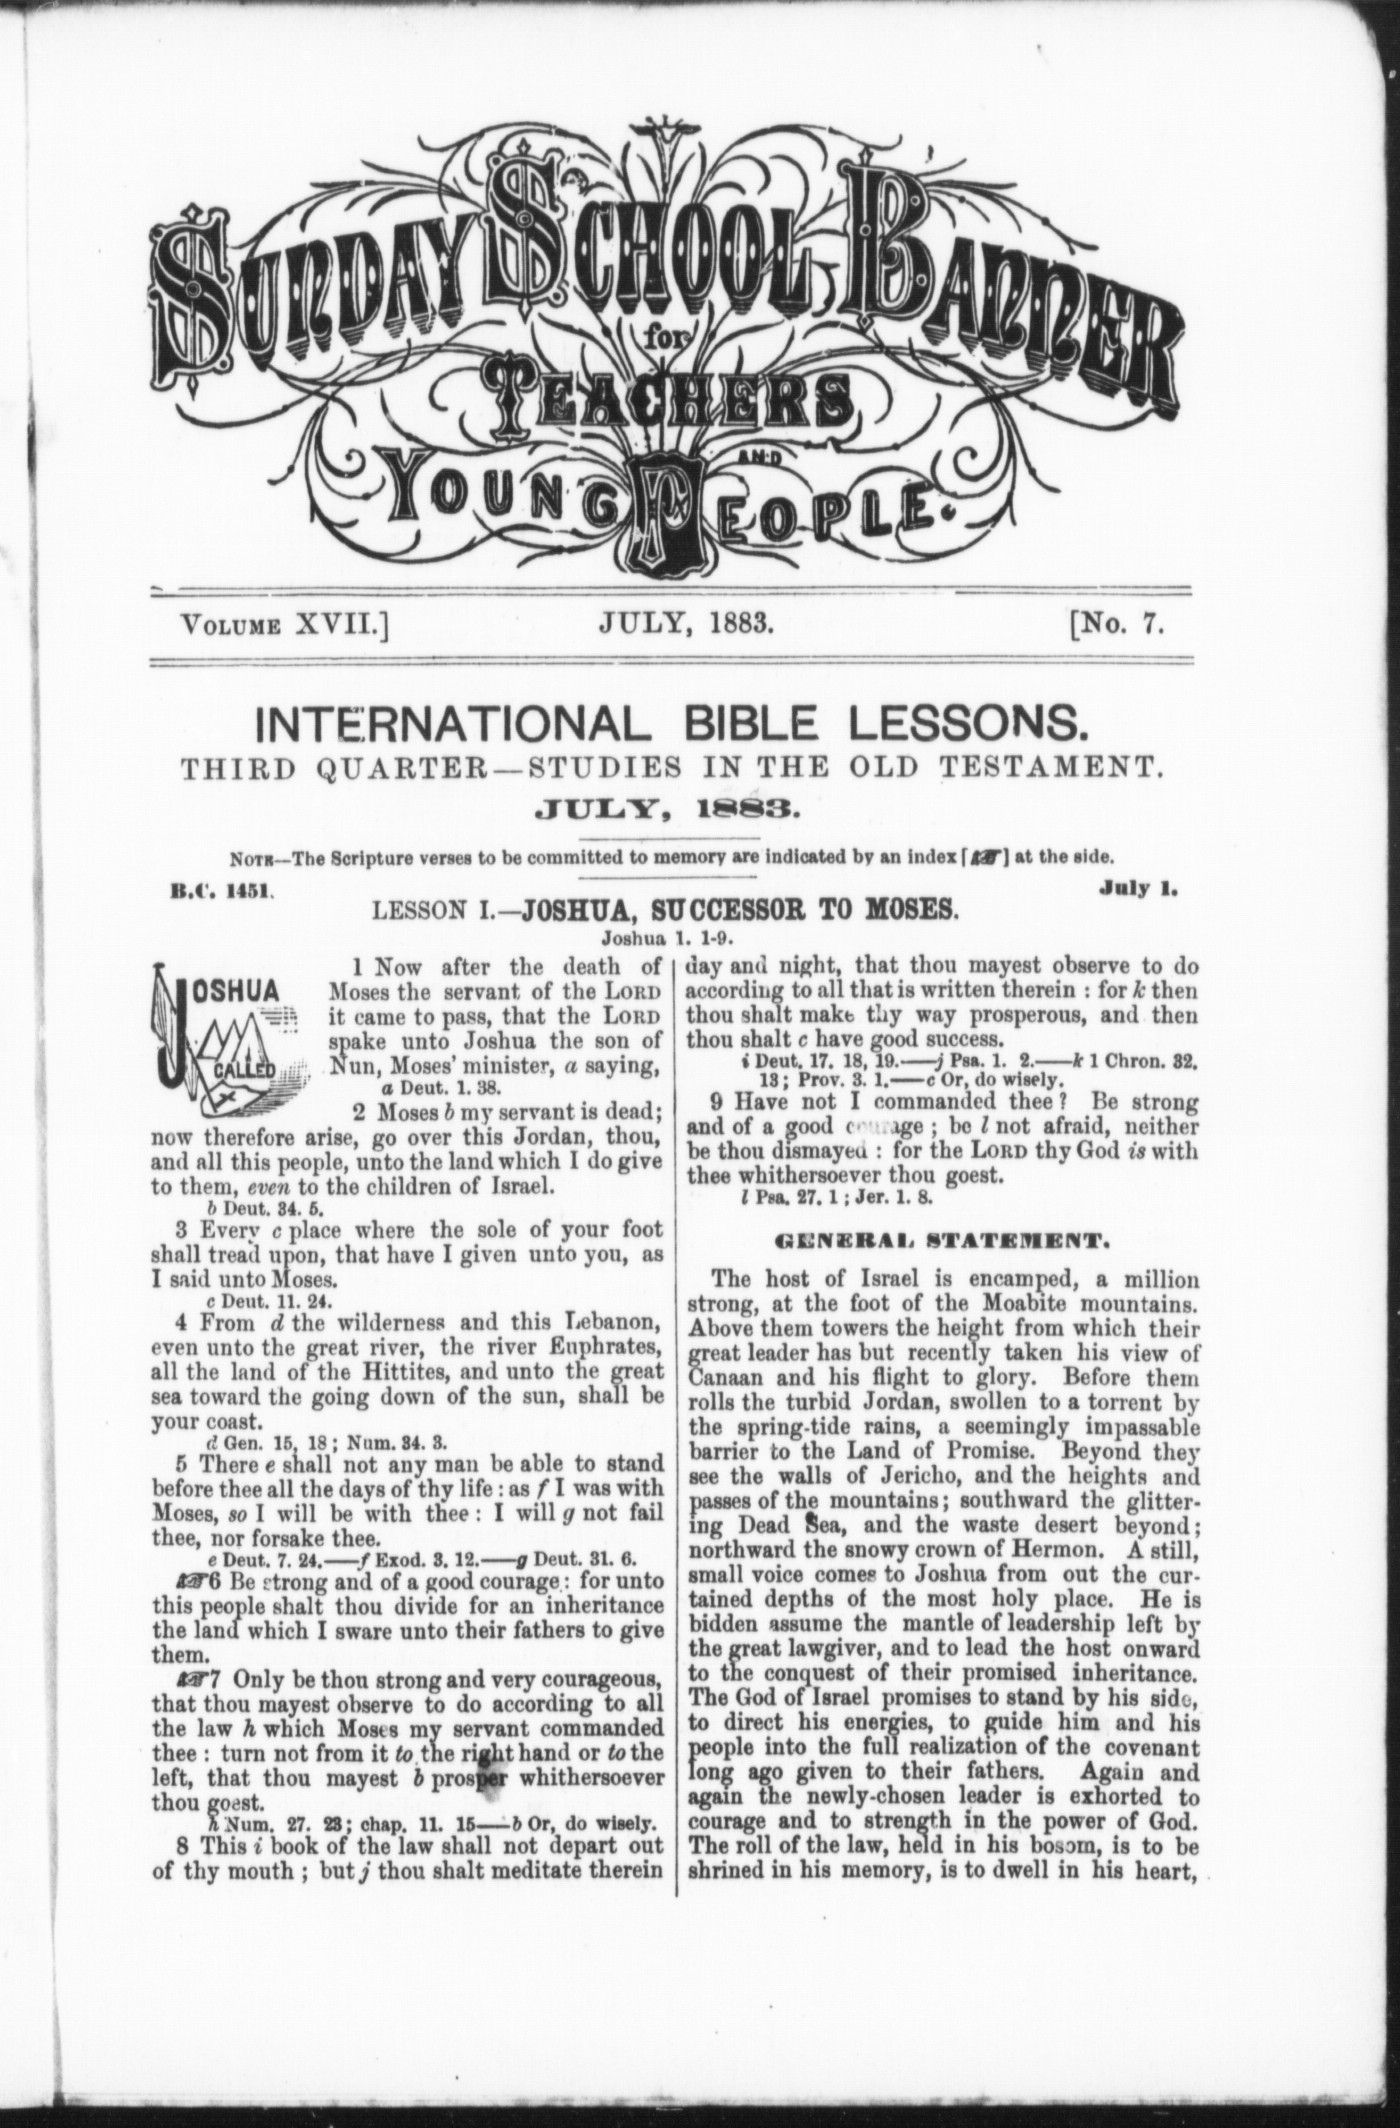 SUNDAY SCHOOL BANNER
for
TEACHERS
AND
YOUNG PEOPLE.
VOLUME XVII.] JULY, 1883. [No. 7.
INTERNATIONAL BIBLE LESSONS.
THIRD QUARTER—STUDIES IN THE OLD TESTAMENT.
JULY, 1883.
NOTE—The Scripture verses to be committed to memory are indicated by an index [☞] at the side.
B.C. 1451. July 1.
LESSON I.—JOSHUA, SUCCESSOR TO MOSES.
Joshua 1. 1-9.
JOSHUA
CALLED
1 Now after the death of
Moses the servant of the LORD
it came to pass, that the LORD
spake unto Joshua the son of
Nun, Moses' minister, a saying,
a Deut. 1. 38.
2 Moses b my servant is dead;
now therefore arise, go over this Jordan, thou,
and all this people, unto the land which I do give
to them, even to the children of Israel.
b Deut. 34. 5.
3 Every c place where the sole of your foot
shall tread upon, that have I given unto you, as
I said unto Moses.
c Deut. 11. 24.
4 From d the wilderness and this Lebanon,
even unto the great river, the river Euphrates,
all the land of the Hittites, and unto the great
sea toward the going down of the sun, shall be
your coast.
d Gen. 15, 18; Num. 34. 3.
5 There e shall not any man be able to stand
before thee all the days of thy life: as f I was with
Moses, so I will be with thee: I will g not fail
thee, nor forsake thee.
e Deut. 7. 24.—f Exod. 3. 12.—g Deut. 31. 6.
☞6 Be strong and of a good courage: for unto
this people shalt thou divide for an inheritance
the land which I sware unto their fathers to give
them.
☞7 Only be thou strong and very courageous,
that thou mayest observe to do according to all
the law h which Moses my servant commanded
thee: turn not from it to the right hand or to the
left, that thou mayest b prosper whithersoever
thou goest.
h Num. 27. 23; chap. 11. 15—b Or, do wisely.
8 This i book of the law shall not depart out
of thy mouth; but j thou shalt meditate therein
day and night, that thou mayest observe to do
according to all that is written therein: for k then
thou shalt make thy way prosperous, and then
thou shalt c have good success.
i Deut. 17. 18, 19.—j Psa. 1. 2.—k 1 Chron. 32.
13; Prov. 3. 1.—c Or, do wisely.
9 Have not I commanded thee? Be strong
and of a good courage; be l not afraid, neither
be thou dismayed: for the LORD thy God is with
thee whithersoever thou goest.
l Psa. 27. 1; Jer. 1. 8.
GENERAL STATEMENT.
The host of Israel is encamped, a million
strong, at the foot of the Moabite mountains.
Above them towers the height from which their
great leader has but recently taken his view of
Canaan and his flight to glory. Before them
rolls the turbid Jordan, swollen to a torrent by
the spring-tide rains, a seemingly impassable
barrier to the Land of Promise. Beyond they
see the walls of Jericho, and the heights and
passes of the mountains; southward the glitter-
ing Dead Sea, and the waste desert beyond;
northward the snowy crown of Hermon. A still,
small voice comes to Joshua from out the cur-
tained depths of the most holy place. He is
bidden assume the mantle of leadership left by
the great lawgiver, and to lead the host onward
to the conquest of their promised inheritance.
The God of Israel promises to stand by his side,
to direct his energies, to guide him and his
people into the full realization of the covenant
long ago given to their fathers. Again and
again the newly-chosen leader is exhorted to
courage and to strength in the power of God.
The roll of the law, held in his bosom, is to be
shrined in his memory, is to dwell in his heart,